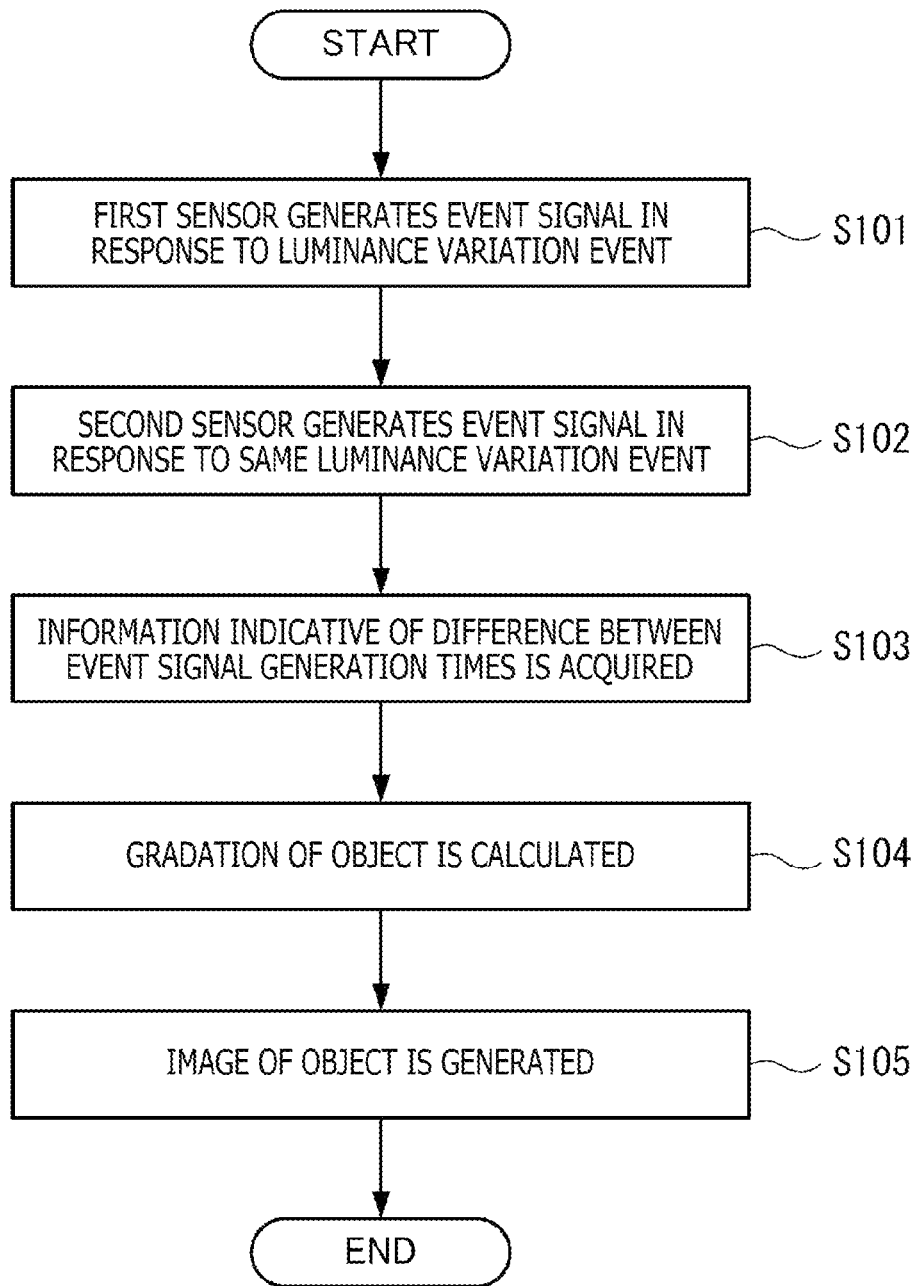 START
FIRST SENSOR GENERATES EVENT SIGNAL IN
RESPONSE TO LUMINANCE VARIATION EVENT
S101
SECOND SENSOR GENERATES EVENT SIGNAL IN
RESPONSE TO SAME LUMINANCE VARIATION EVENT
S102
INFORMATION INDICATIVE OF DIFFERENCE BETWEEN
EVENT SIGNAL GENERATION TIMES IS ACQUIRED
S103
GRADATION OF OBJECT IS CALCULATED
S104
IMAGE OF OBJECT IS GENERATED
S105
END